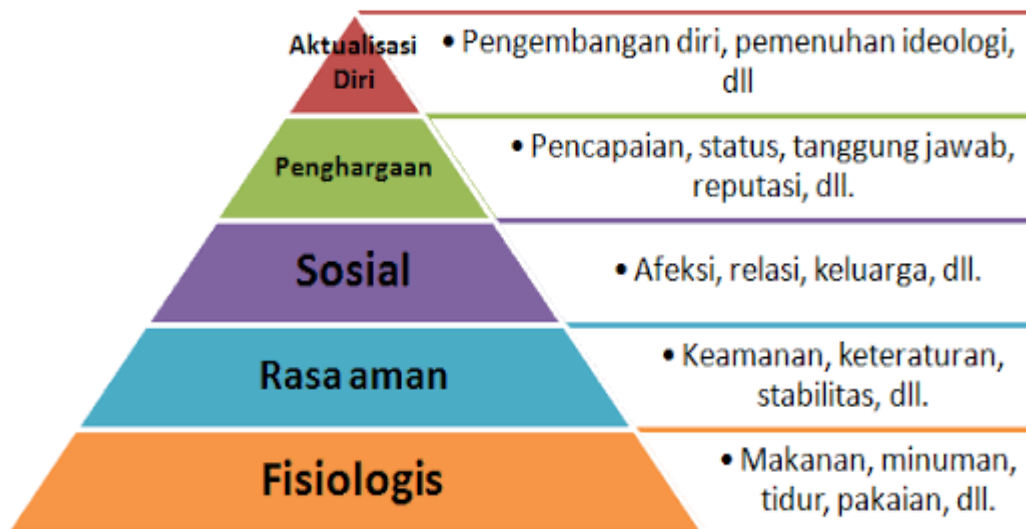 Aktualisasi
Diri
• Pengembangan diri, pemenuhan ideologi,
dll
Penghargaan
• Pencapaian, status, tanggung jawab,
reputasi, dll.
Sosial
• Afeksi, relasi, keluarga, dll.
Rasa aman
• Keamanan, keteraturan,
stabilitas, dll.
Fisiologis
• Makanan, minuman,
tidur, pakaian, dll.